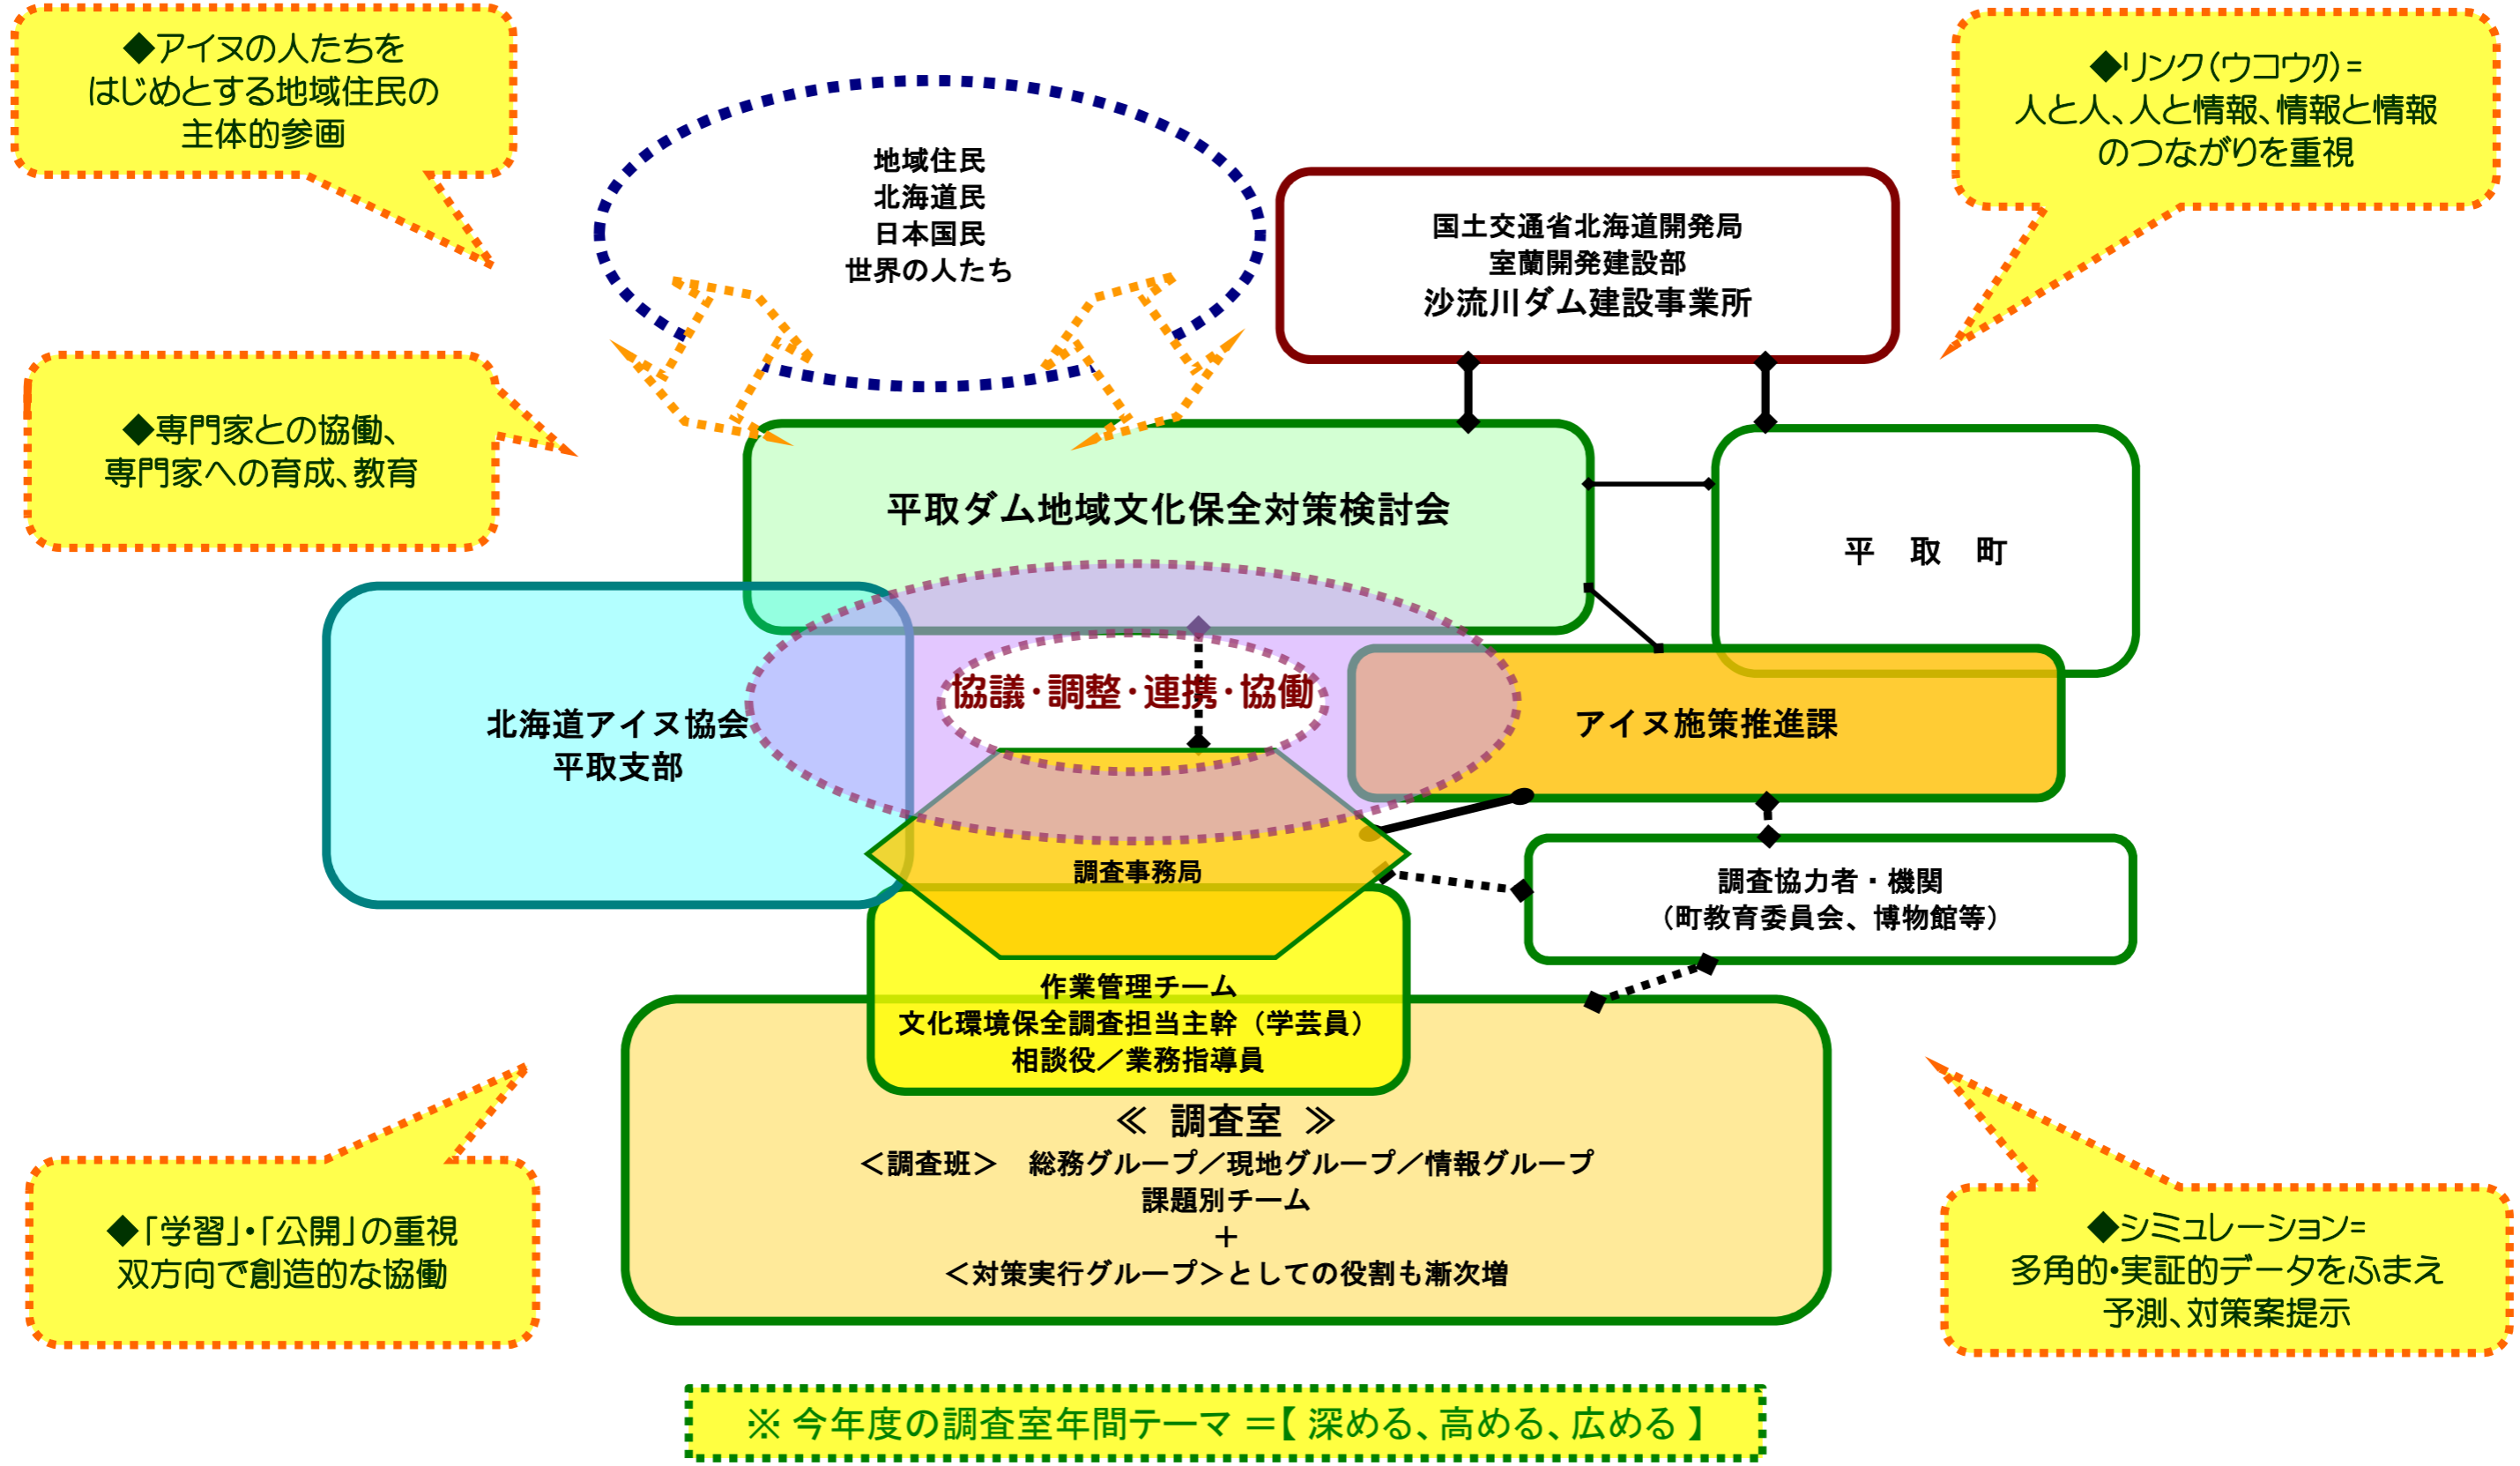 ◆アイヌの人たちを
はじめとする地域住民の
主体的参画
地域住民
北海道民
日本国民
世界の人たち
国土交通省北海道開発局
室蘭開発建設部
沙流川ダム建設事業所
◆リンク(ウコウク)=
人と人、人と情報、情報と情報
のつながりを重視
◆専門家との協働、
専門家への育成、教育
平取ダム地域文化保全対策検討会
平 取 町
北海道アイヌ協会
平取支部
協議・調整・連携・協働
アイヌ施策推進課
調査事務局
調査協力者・機関
（町教育委員会、博物館等）
作業管理チーム
文化環境保全調査担当主幹（学芸員）
相談役／業務指導員
≪ 調査室 ≫
＜調査班＞ 総務グループ／現地グループ／情報グループ
課題別チーム
＋
＜対策実行グループ＞としての役割も漸次増
◆「学習」・「公開」の重視
双方向で創造的な協働
◆シミュレーション=
多角的・実証的データをふまえ
予測、対策案提示
※ 今年度の調査室年間テーマ ＝【 深める、高める、広める 】